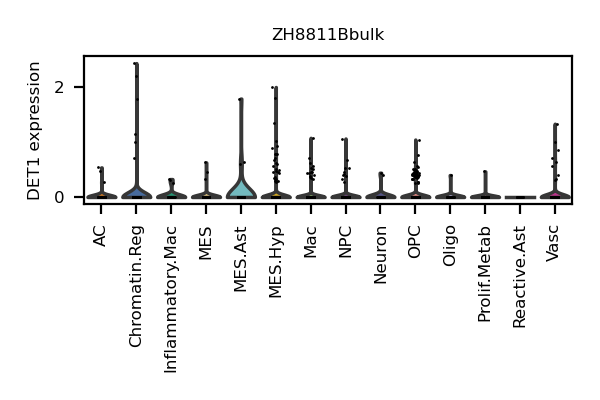 ZH8811Bbulk
DET1 expression
2
0
AC
Chromatin.Reg
Inflammatory.Mac
MES
MES.Ast
MES.Hyp
Mac
NPC
Neuron
OPC
Oligo
Prolif.Metab
Reactive.Ast
Vasc